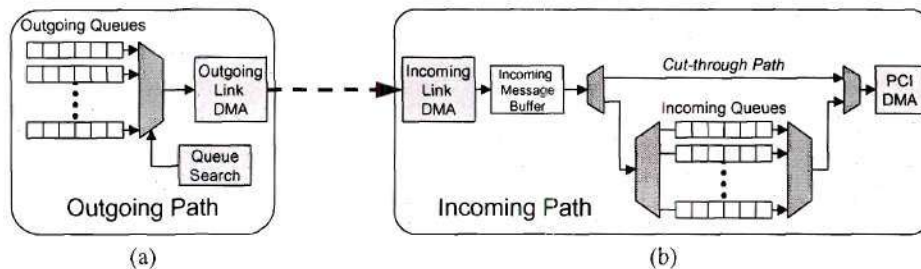 Outgoing Queues
Outgoing
Link
DMA
Queue
Search
Outgoing Path
(a)
Incoming
Link
DMA
Incoming
Message
Buffer
Cut-through Path
Incoming Queues
PCI
DMA
Incoming Path
(b)